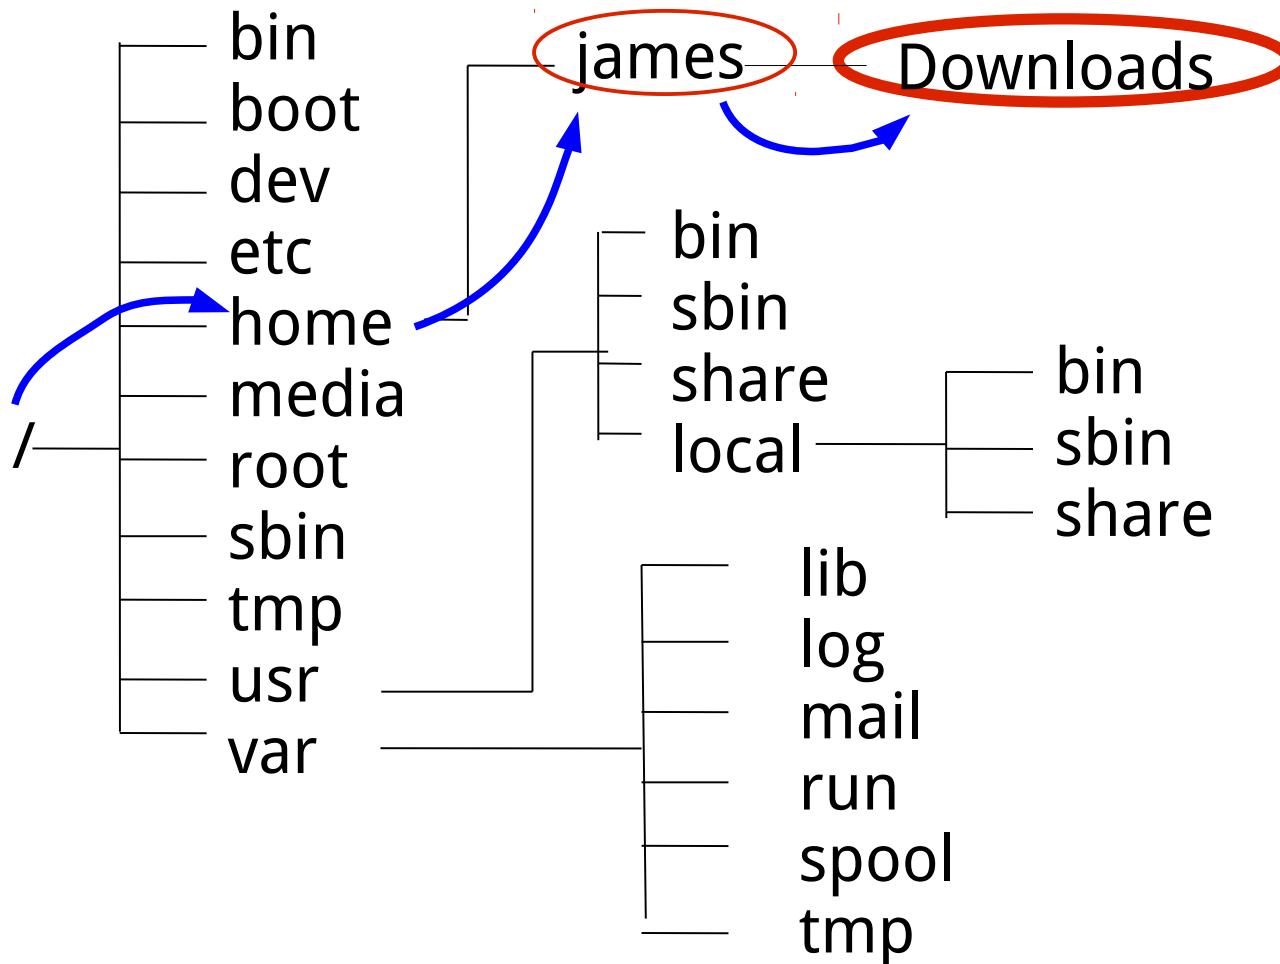 /
bin
boot
dev
etc
home
media
root
sbin
tmp
usr
var
james
Downloads
bin
sbin
share
local
bin
sbin
share
lib
log
mail
run
spool
tmp